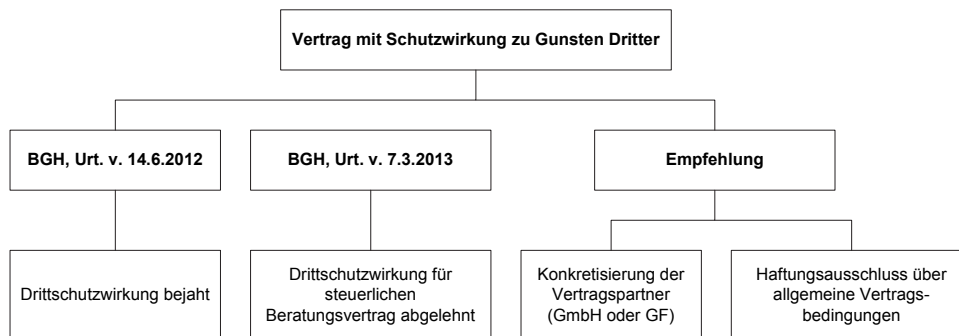 Vertrag mit Schutzwirkung zu Gunsten Dritter
BGH, Urt. v. 14.6.2012
BGH, Urt. v. 7.3.2013
Empfehlung
Drittschutzwirkung bejaht
Drittschutzwirkung für
steuerlichen
Beratungsvertrag abgelehnt
Konkretisierung der
Vertragspartner
(GmbH oder GF)
Haftungsausschluss über
allgemeine Vertrags-
bedingungen